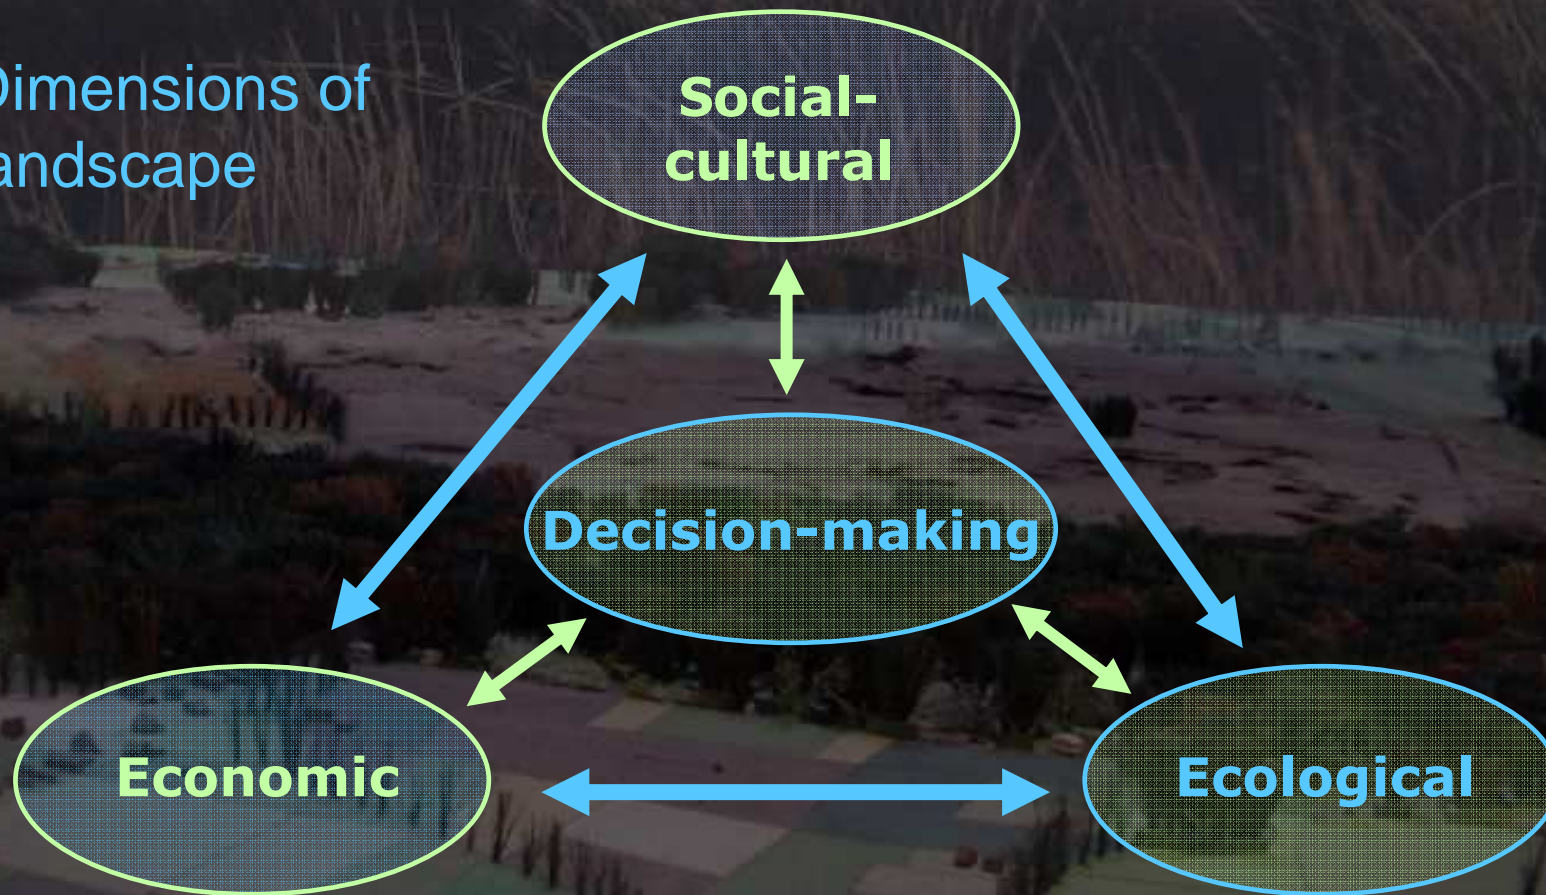 Dimensions of
andscape
Social-
cultural
Decision-making
Economic
Ecological